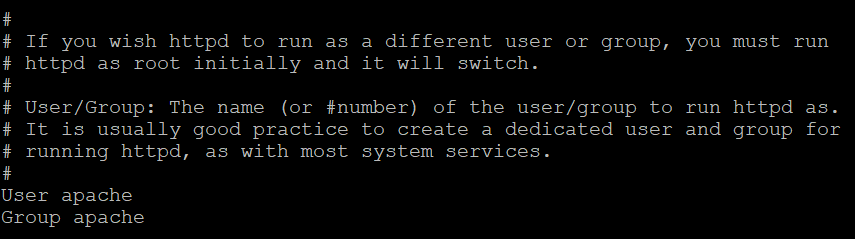 #
# If you wish httpd to run as a different user or group, you must run
# httpd as root initially and it will switch.
#
# User/Group: The name (or #number) of the user/group to run httpd as.
# It is usually good practice to create a dedicated user and group for
# running httpd, as with most system services.
#
User apache
Group apache